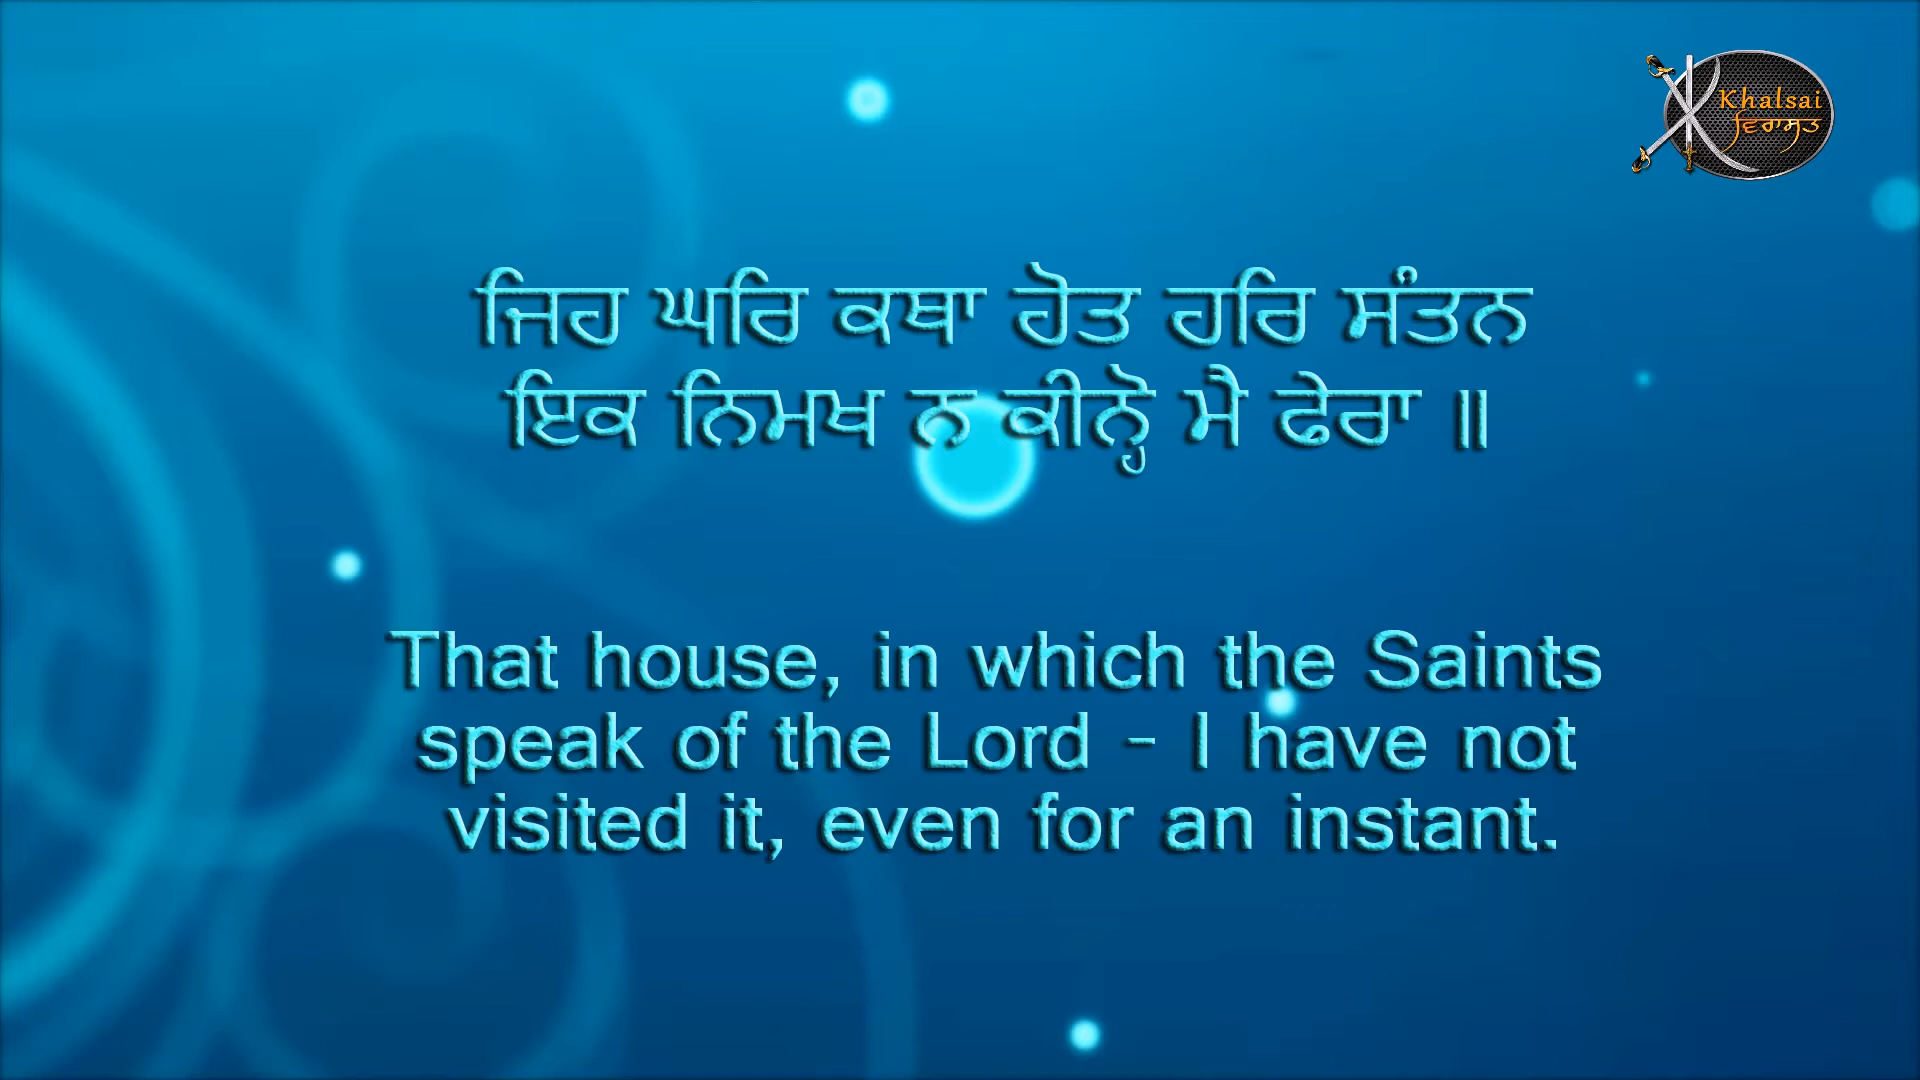 Khalsai
ਵਿਰਾਸਤ
ਜਿਹ ਘਰਿ ਕਥਾ ਹੋਤ ਹਰਿ ਸੰਤਨ
ਇਕ ਨਿਮਖ ਨ ਕੀਨ੍ਹੋ ਮੈ ਫੇਰਾ ॥
That house, in which the Saints
speak of the Lord - I have not
visited it, even for an instant.